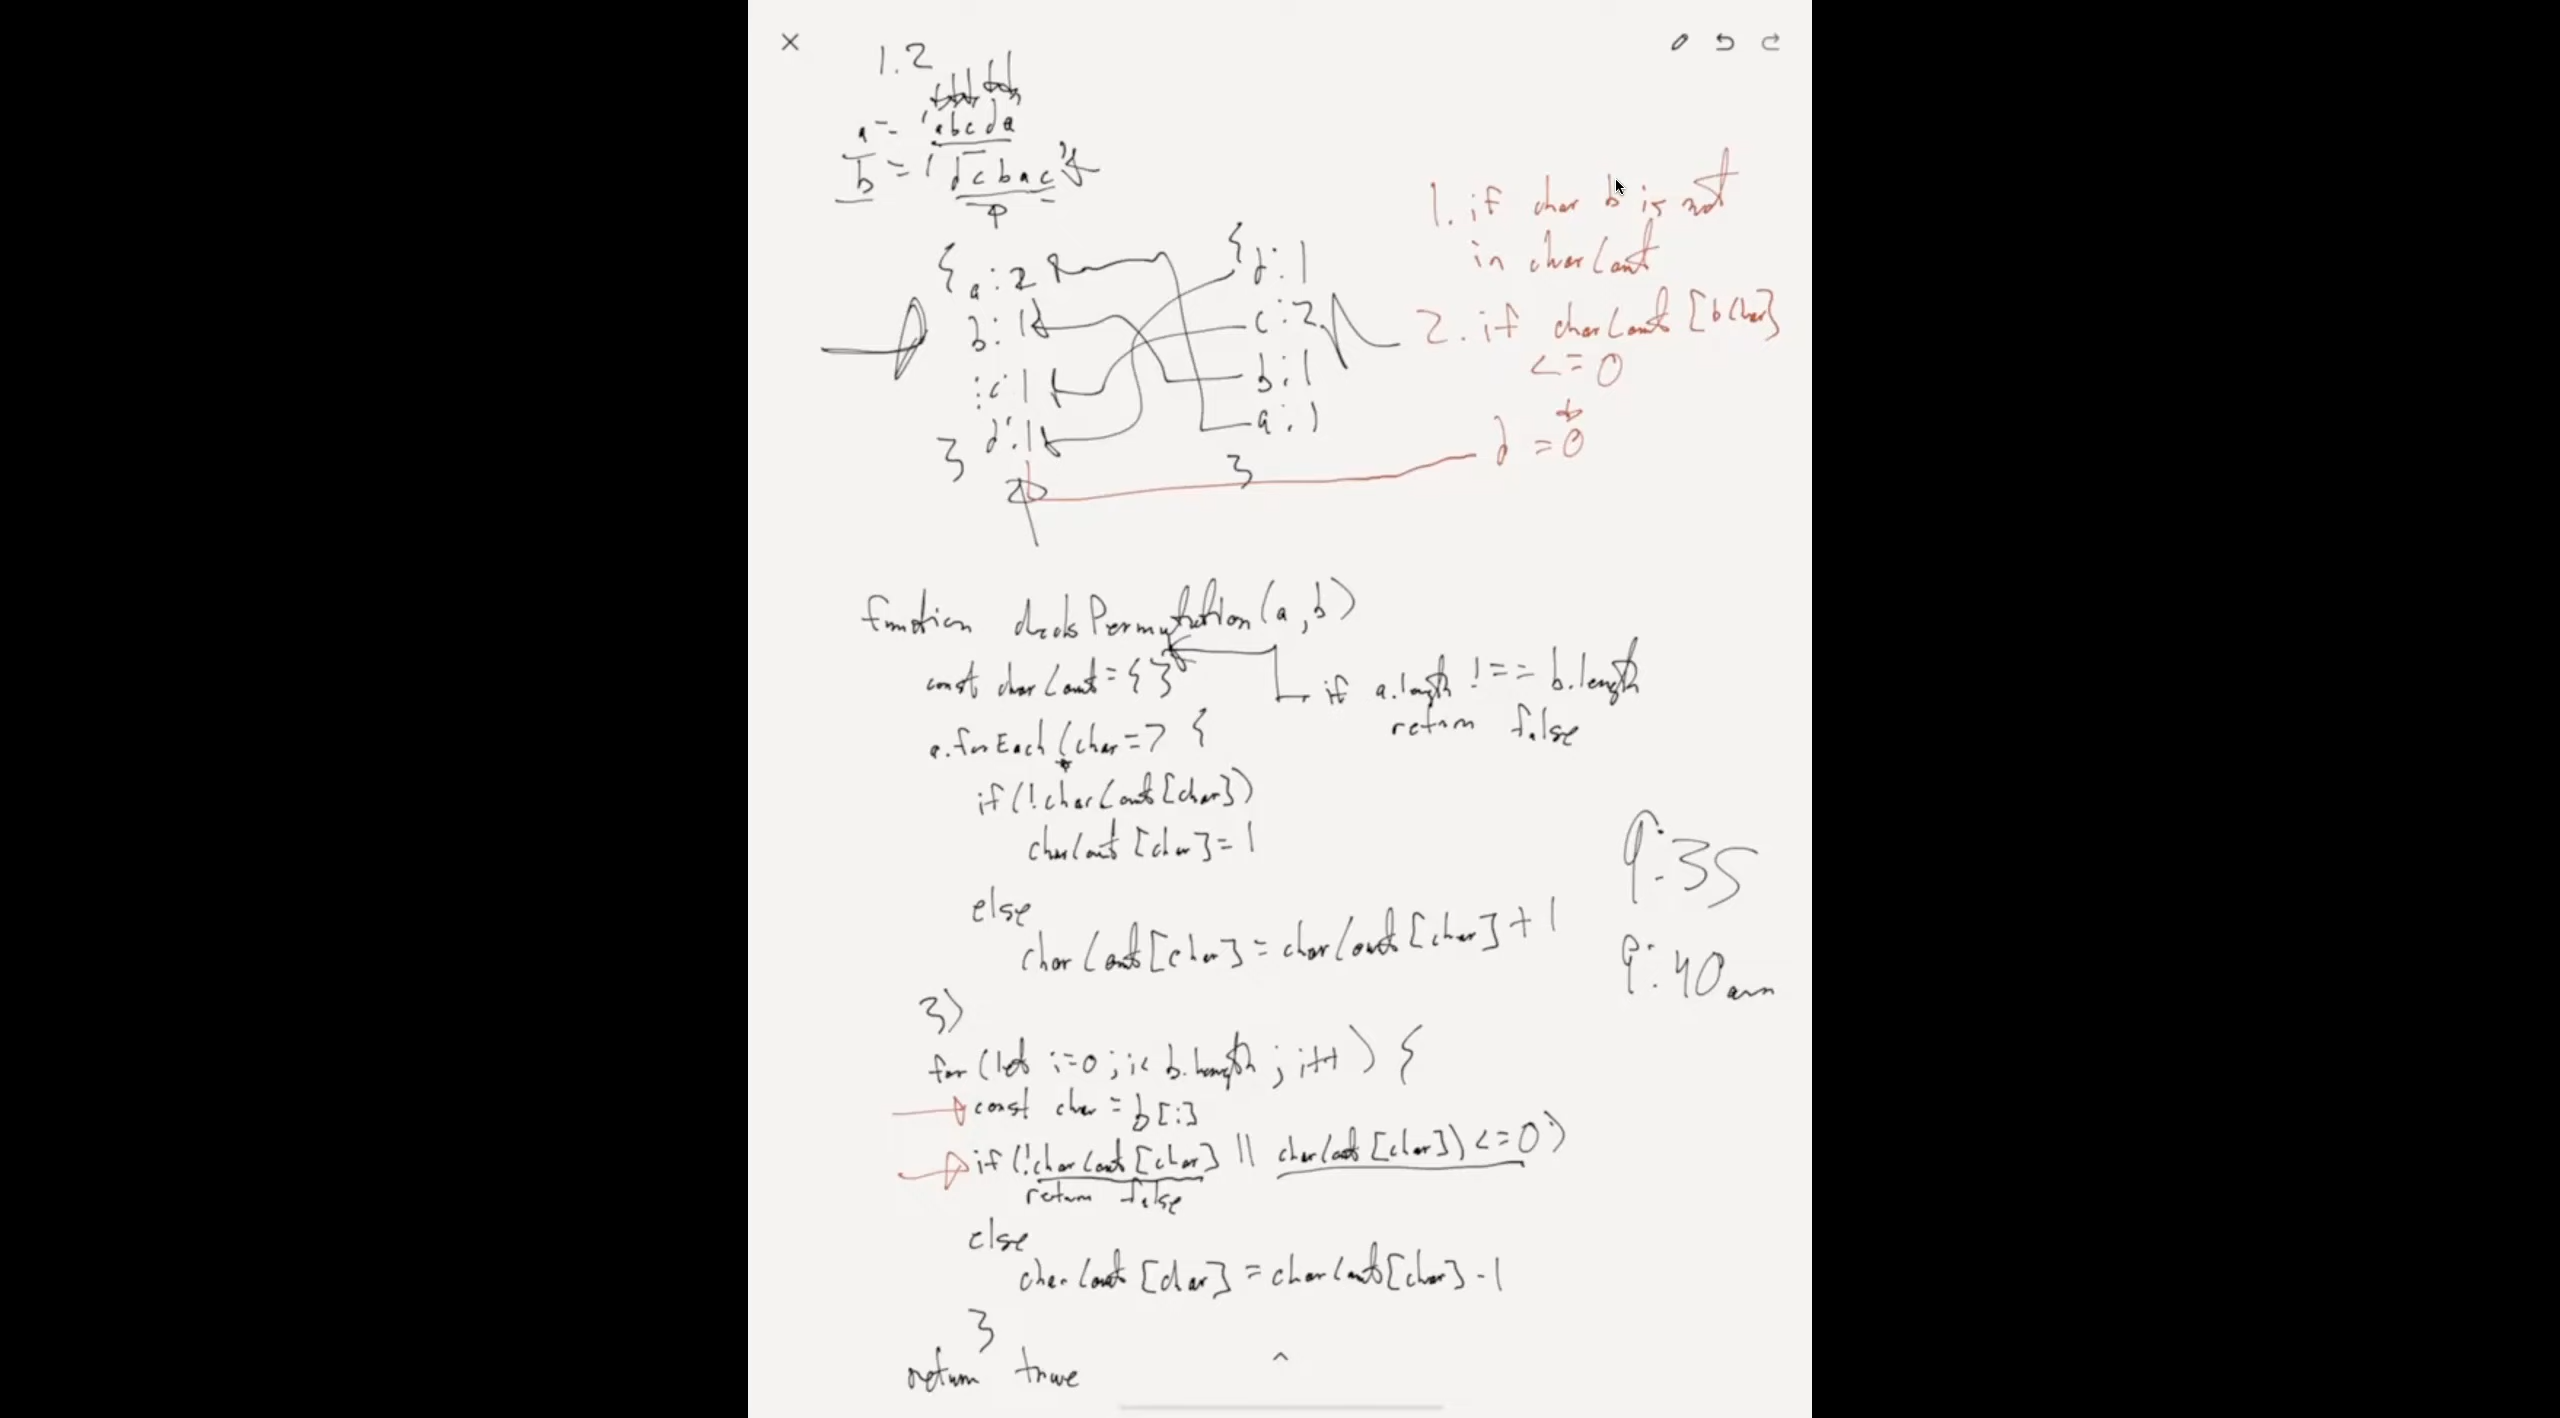 1.2
a = 'abcda
b = 'dcbac'
{ a : 2
b : 1
: c 1
d : 1
}
{ d : 1
c : 2
b : 1
a : 1
}
1. if char b is not
in charCount
2. if charCount [bChar]
<= 0
d = 0
function checkPermutation(a, b)
const charCount = { }
if a.length !== b.length
return false
a.forEach (char => {
if (!charCount[char])
charCount [char] = 1
else
charCount[char] = charCount[char] + 1
})
9:35
9:40am
for (let i=0 ; i< b.length ; i++ ) {
const char = b[i]
if (!charCount[char] || charCount[char]) <= 0)
return false
else
charCount [char] = charCount[char] - 1
}
return true